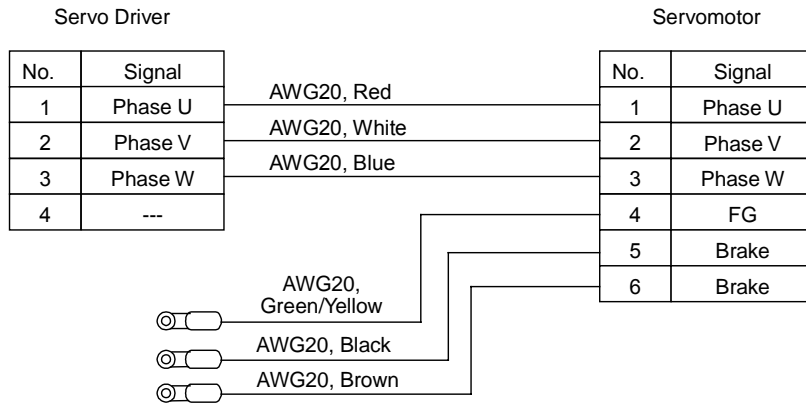 Servo Driver
Servomotor
No. Signal
1 Phase U
2 Phase V
3 Phase W
4 ---
AWG20, Red
AWG20, White
AWG20, Blue
No. Signal
1 Phase U
2 Phase V
3 Phase W
4 FG
5 Brake
6 Brake
AWG20,
Green/Yellow
AWG20, Black
AWG20, Brown